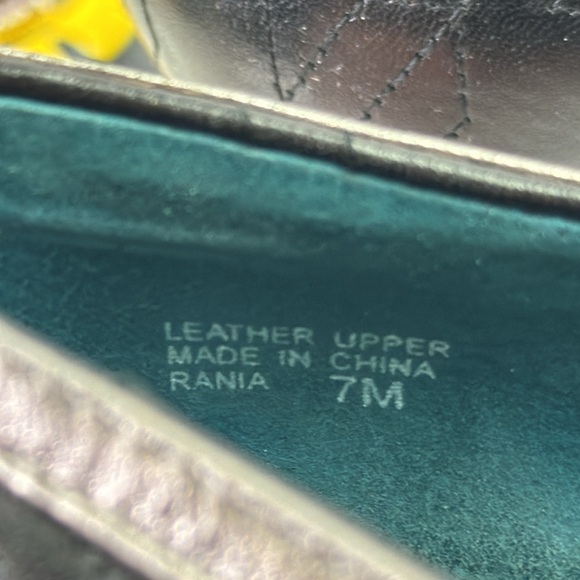 LEATHER UPPER
MADE IN CHINA
RANIA 7M